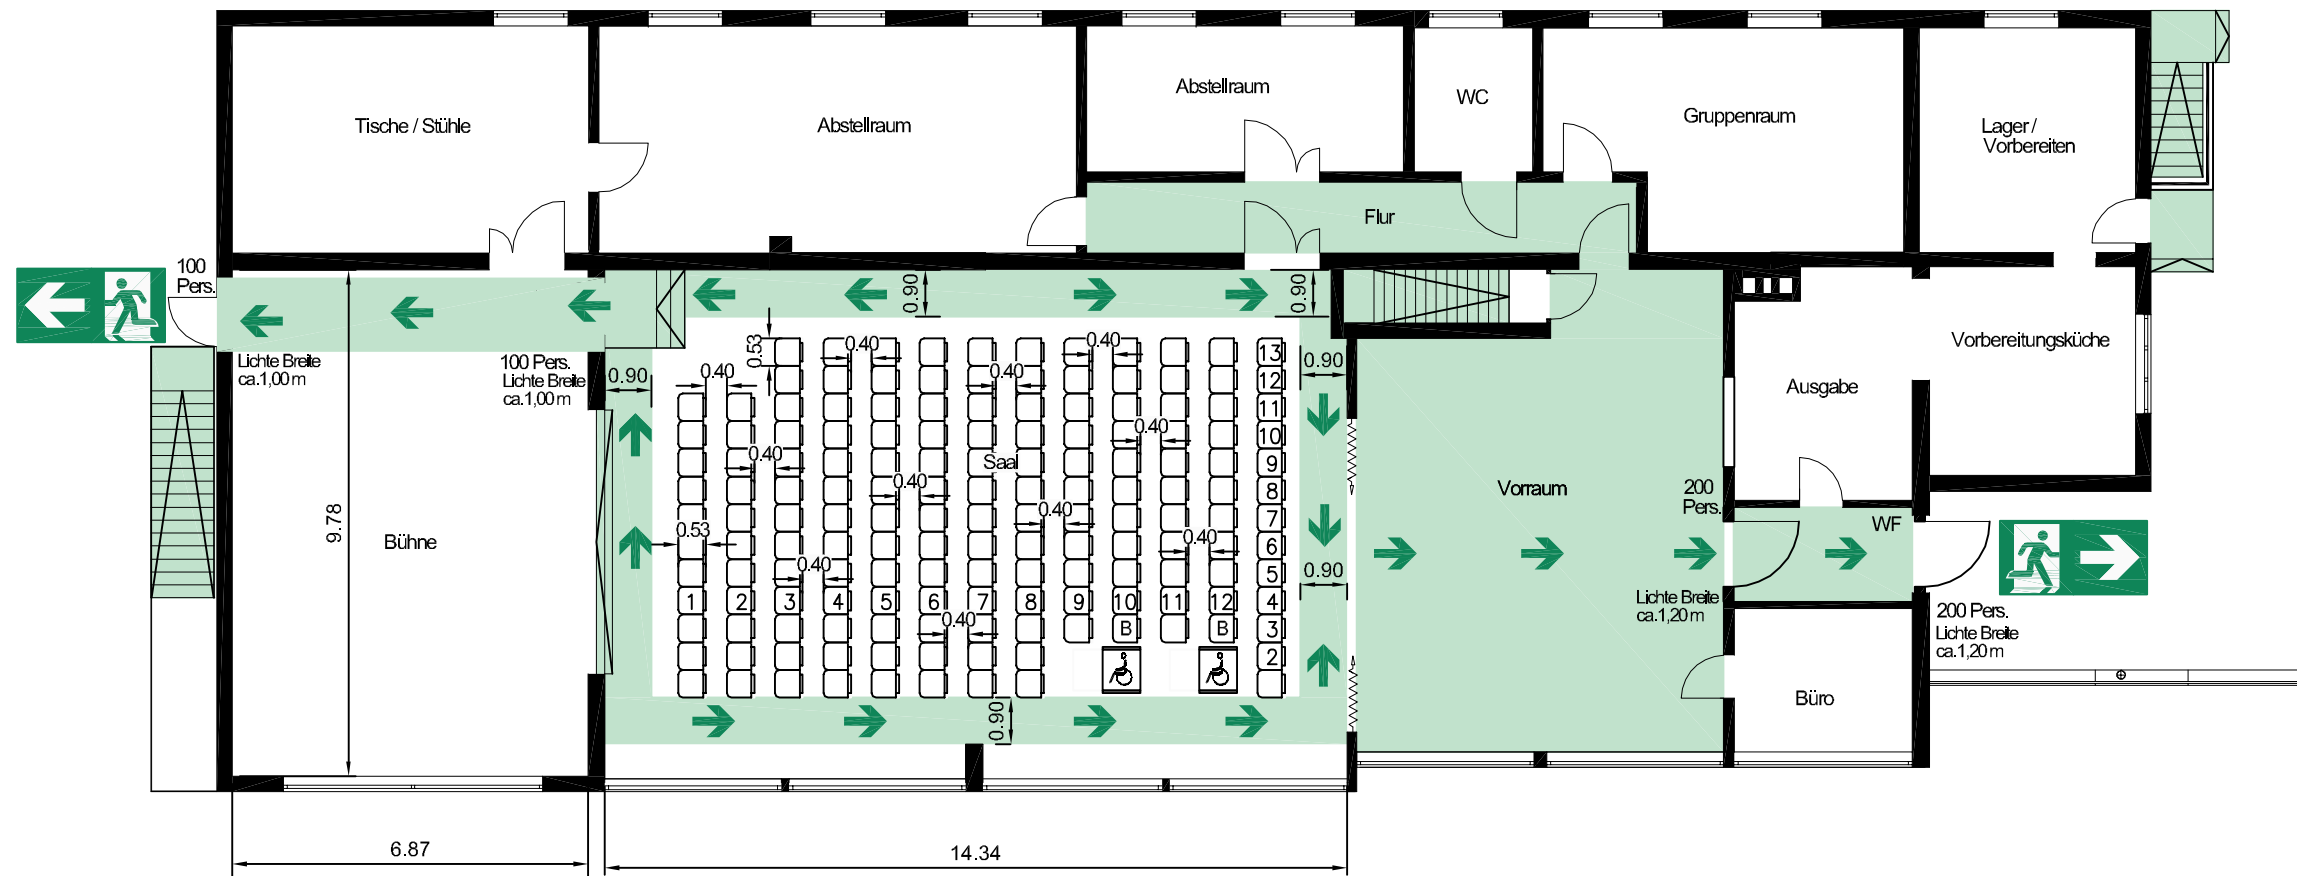 Tische / Stühle
Abstellraum
Abstellraum
WC
Gruppenraum
Lager /
Vorbereiten
Flur
100
Pers.
Lichte Breite
ca.1,00 m
100 Pers.
Lichte Breite
ca.1,00 m
0.90
0.90
0.90
0.90
0.53
0.40
0.40
0.40
0.40
0.40
0.40
0.40
0.40
0.53
0.40
0.40
0.40
0.40
0.90
0.90
Saal
13
12
11
10
9
8
7
6
5
4
3
2
1
2
3
4
5
6
7
8
9
10
11
12
B
B
9.78
Bühne
Vorraum
Ausgabe
Vorbereitungsküche
200
Pers.
WF
Lichte Breite
ca.1,20 m
200 Pers.
Lichte Breite
ca.1,20 m
Büro
6.87
14.34